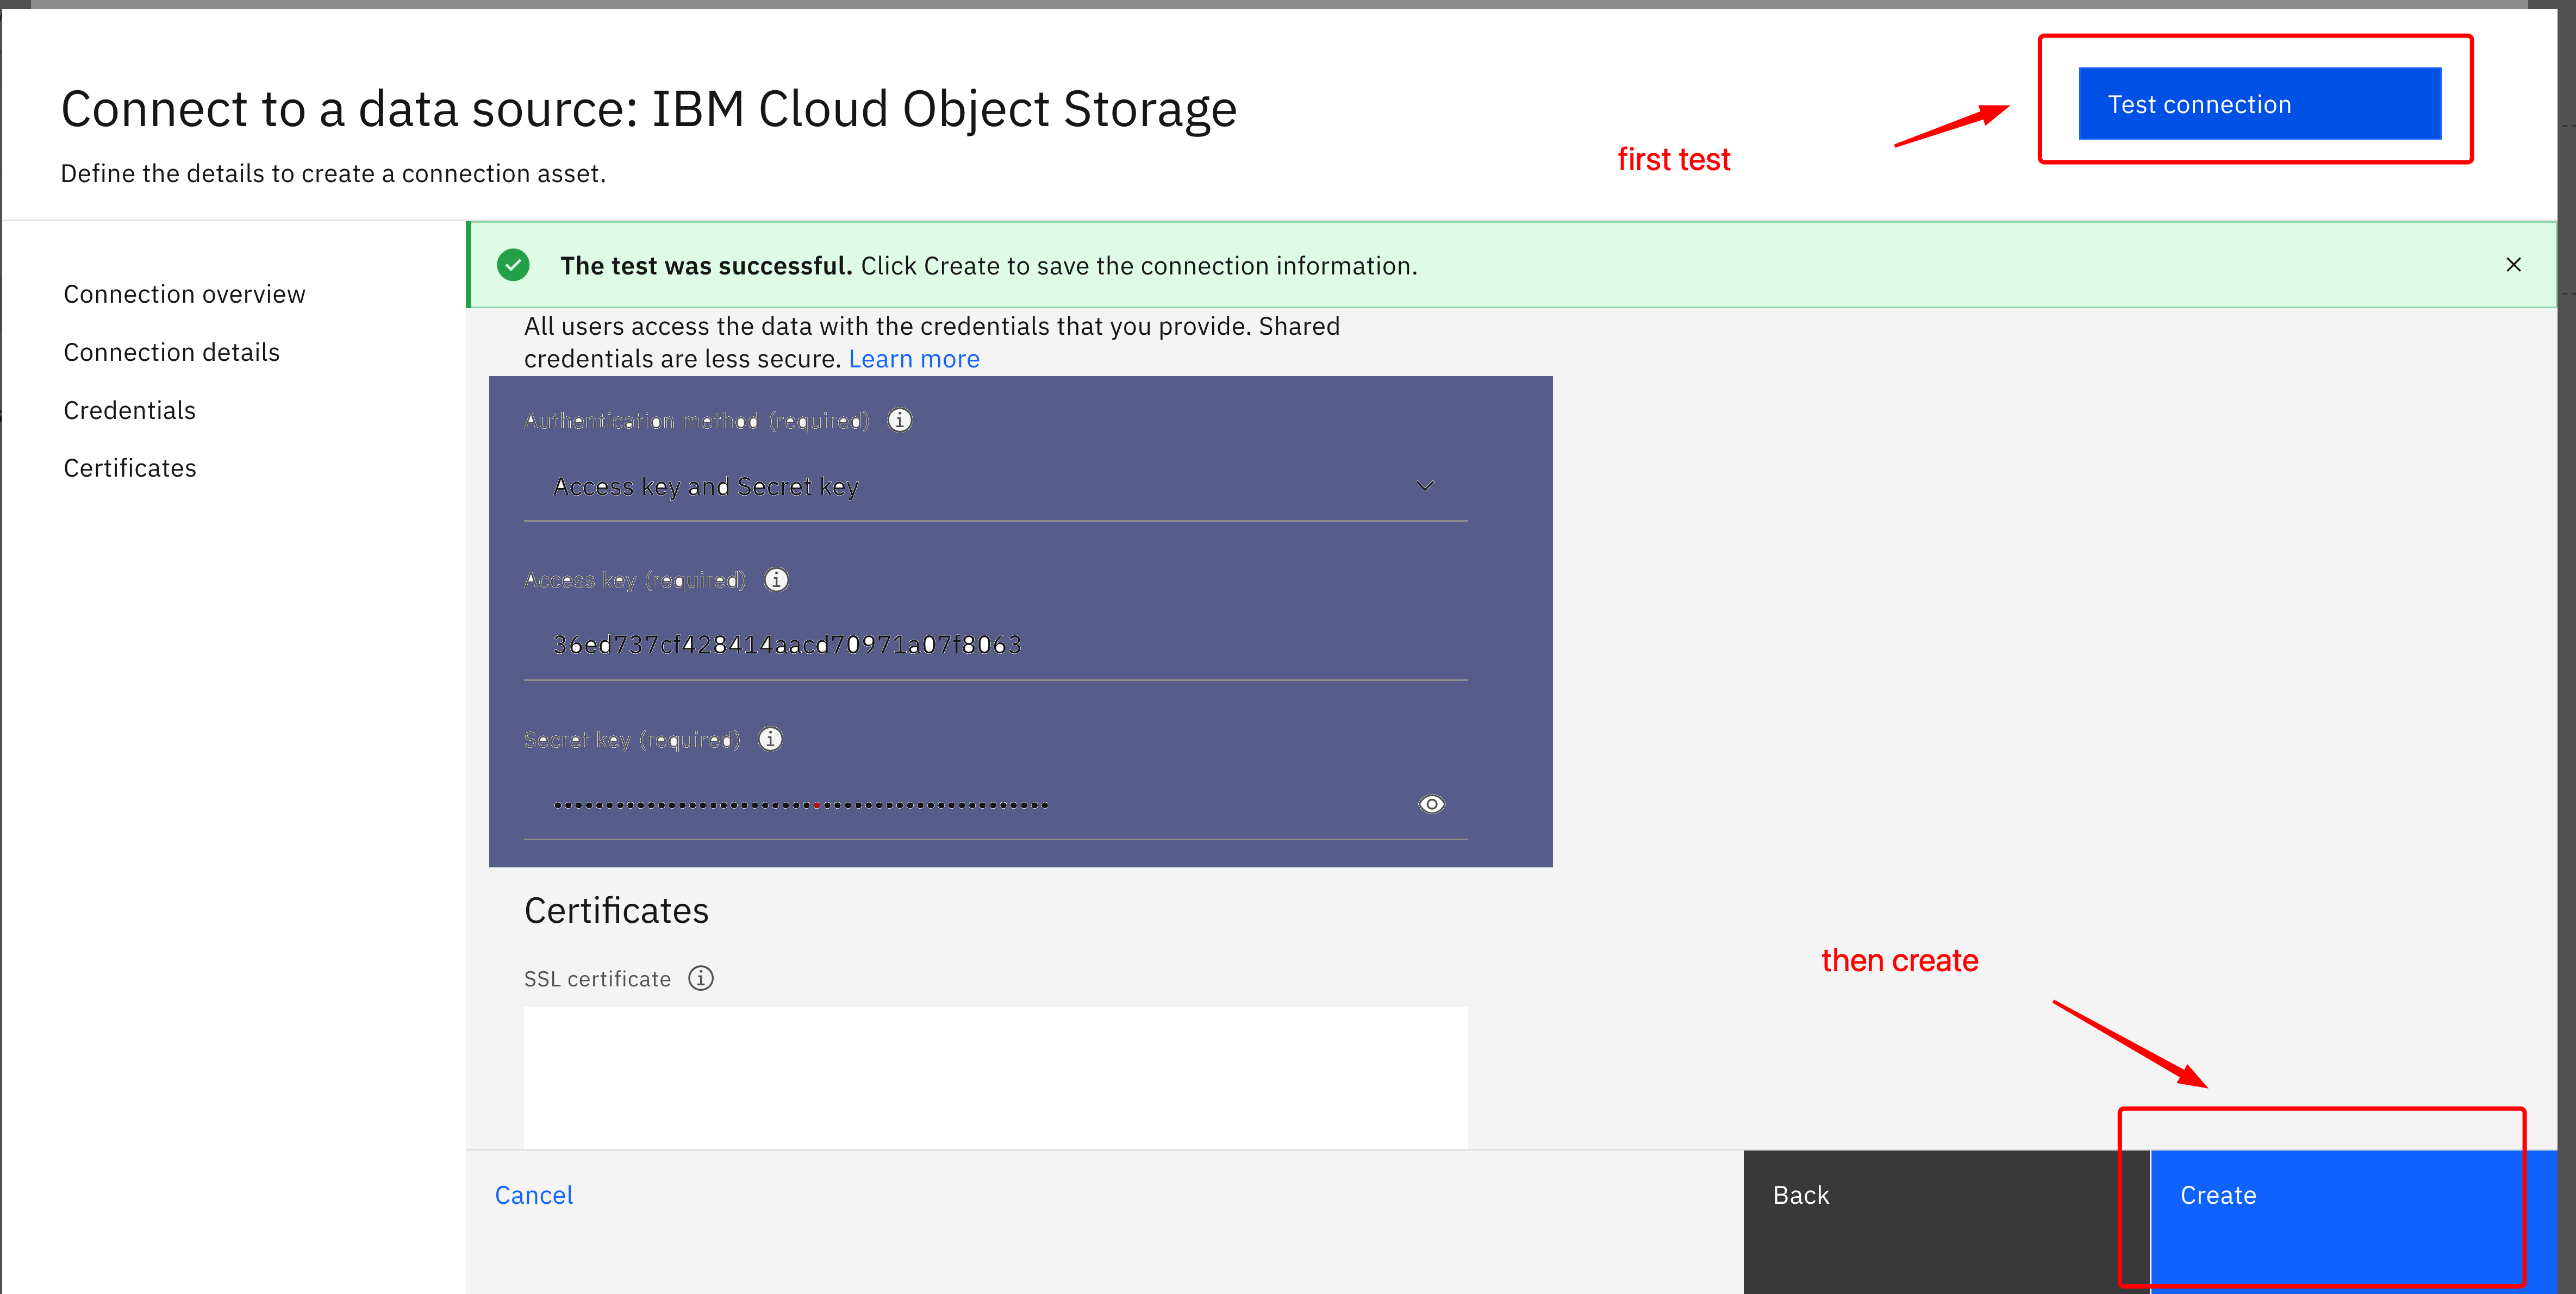 Connect to a data source: IBM Cloud Object Storage
Define the details to create a connection asset.
first test
Test connection
Connection overview
Connection details
Credentials
Certificates
The test was successful. Click Create to save the connection information.
All users access the data with the credentials that you provide. Shared
credentials are less secure. Learn more
Authentication method (required)
Access key and Secret key
Access key (required)
36ed737cf428414aacd70971a07f8063
Secret key (required)
Certificates
SSL certificate
then create
Cancel
Back
Create